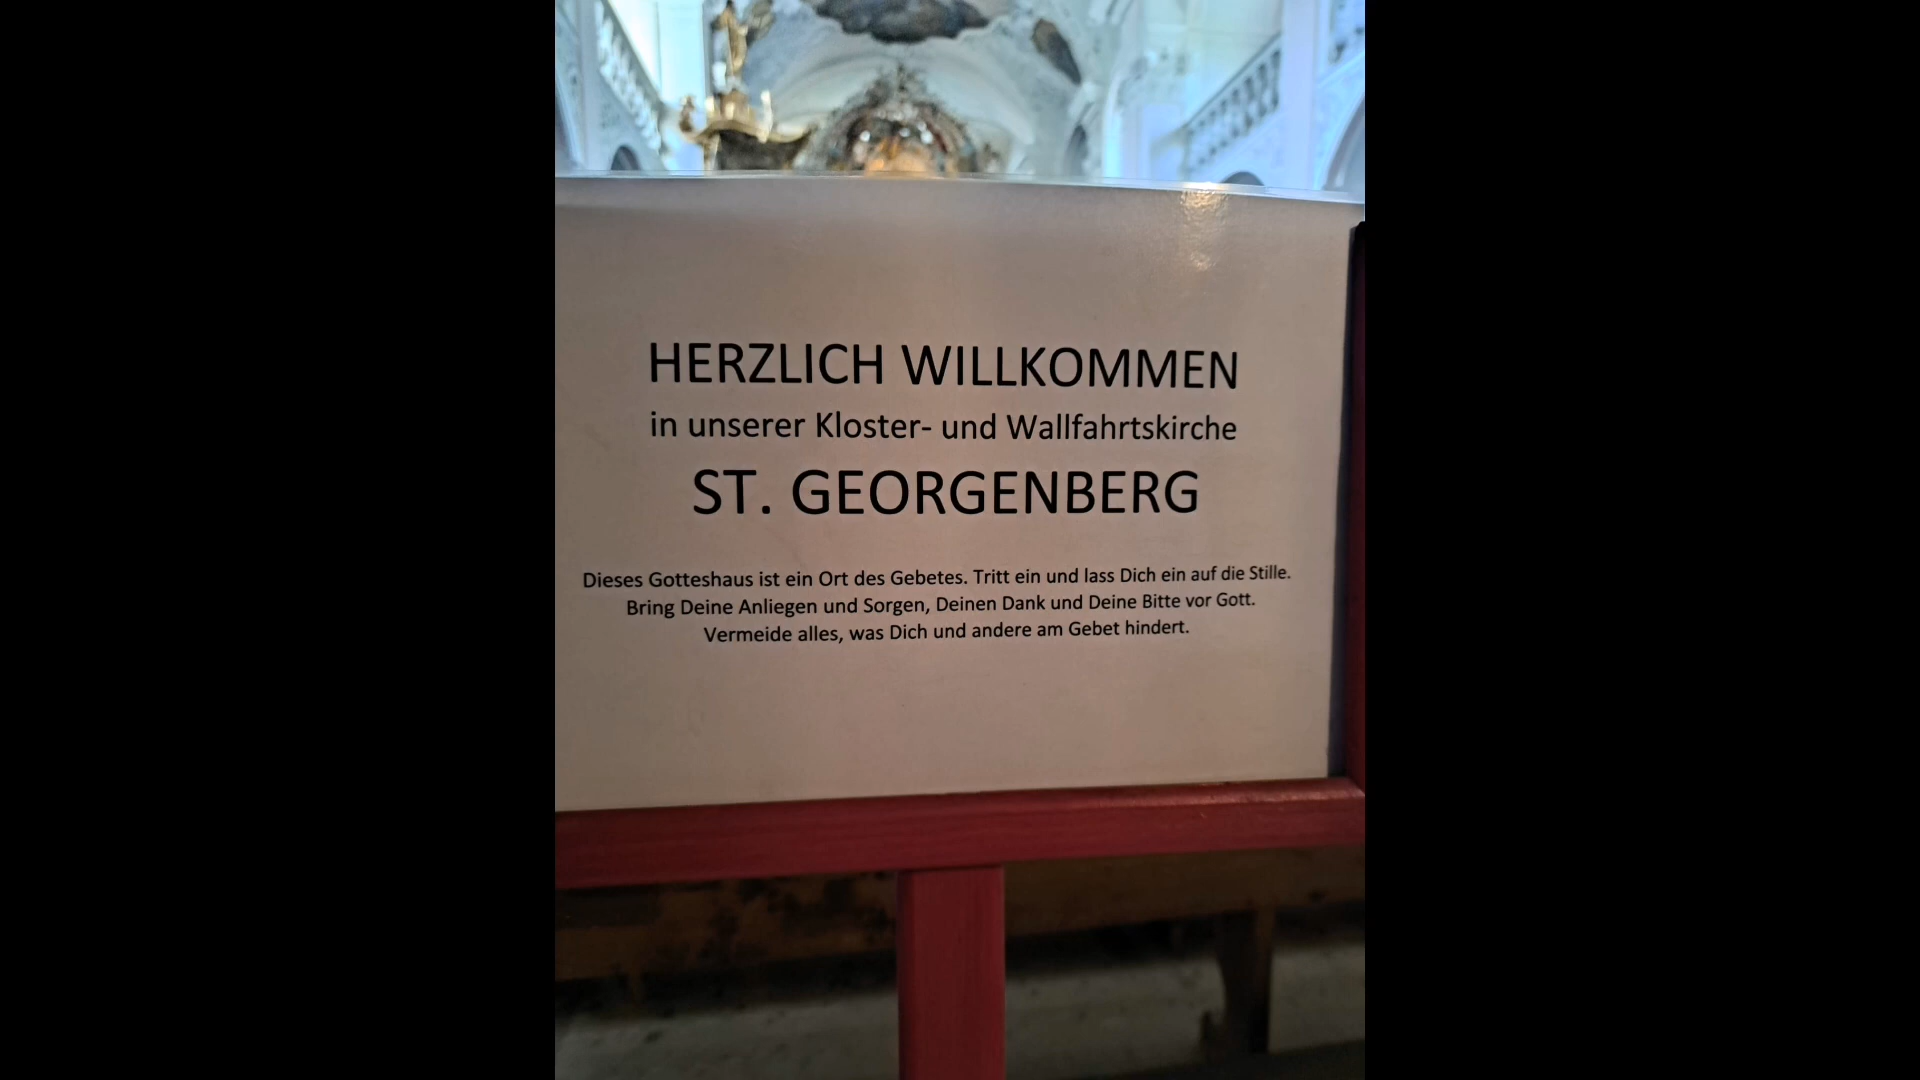 HERZLICH WILLKOMMEN
in unserer Kloster- und Wallfahrtskirche
ST. GEORGENBERG
Dieses Gotteshaus ist ein Ort des Gebetes. Tritt ein und lass Dich ein auf die Stille.
Bring Deine Anliegen und Sorgen, Deinen Dank und Deine Bitte vor Gott.
Vermeide alles, was Dich und andere am Gebet hindert.